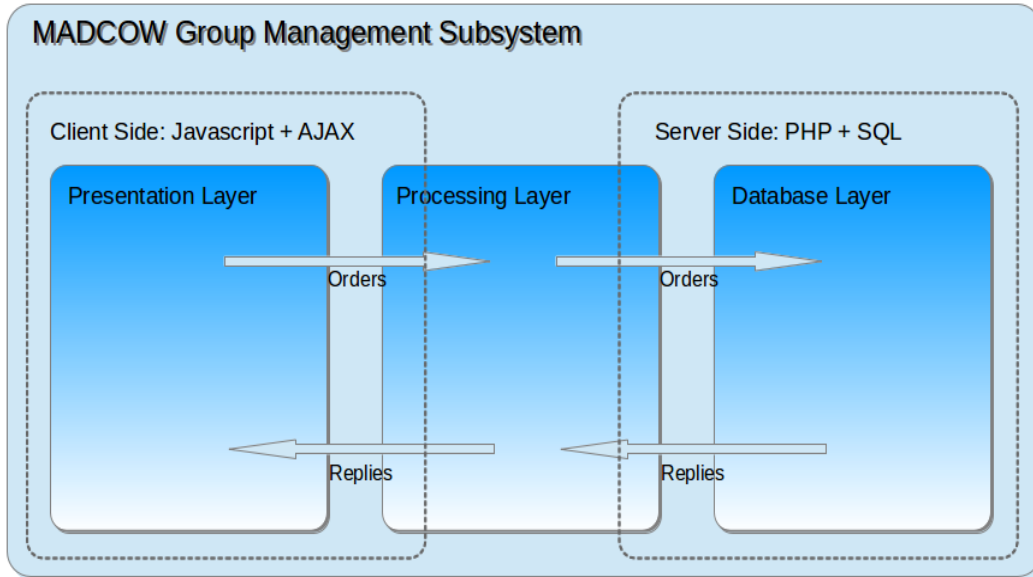 MADCOW Group Management Subsystem
Client Side: Javascript + AJAX
Server Side: PHP + SQL
Presentation Layer
Processing Layer
Database Layer
Orders
Orders
Replies
Replies